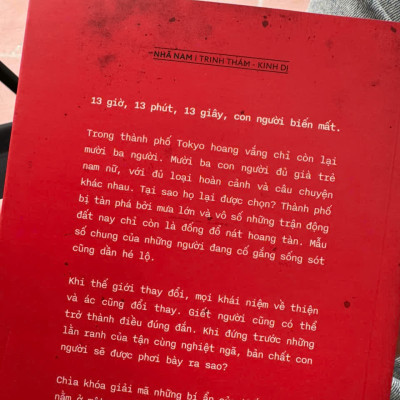 NHÃ NAM | TRINH THÁM - KINH DỊ
13 giờ, 13 phút, 13 giây, con người biến mất.
Trong thành phố Tokyo hoang vắng chỉ còn lại
mười ba người. Mười ba con người đủ già trẻ
nam nữ, với đủ loại hoàn cảnh và câu chuyện
khác nhau. Tại sao họ lại được chọn? Thành phố
bị tàn phá bởi mưa lớn và vô số những trận động
đất nay chỉ còn là đống đổ nát hoang tàn. Mẫu
số chung của những người đang cố gắng sống sót
cũng dần hé lộ.
Khi thế giới thay đổi, mọi khái niệm về thiện
và ác cũng đổi thay. Giết người cũng có thể
trở thành điều đúng đắn. Khi đứng trước những
lằn ranh của tận cùng nghiệt ngã, bản chất con
người sẽ được phơi bày ra sao?
Chìa khóa giải mã những bí ẩn của
nằm ở